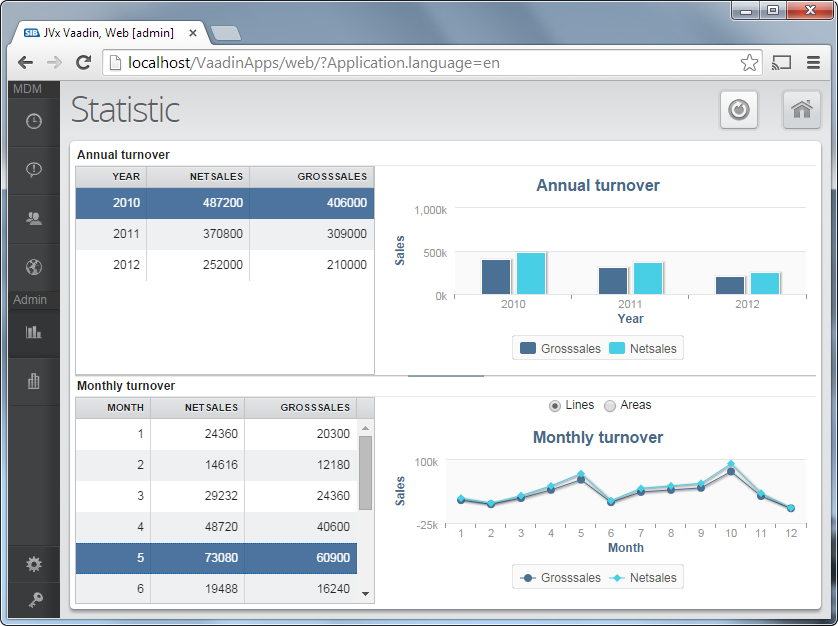 SIB JVx Vaadin, Web [admin]
localhost/VaadinApps/web/?Application.language=en
MDM
Statistic
Annual turnover
YEAR NETSALES GROSSSALES
2010 487200 406000
2011 370800 309000
2012 252000 210000
Annual turnover
1,000k
500k
0k
Sales
2010 2011 2012
Year
Grosssales Netsales
Admin
Monthly turnover
MONTH NETSALES GROSSSALES
1 24360 20300
2 14616 12180
3 29232 24360
4 48720 40600
5 73080 60900
6 19488 16240
Lines Areas
Monthly turnover
100k
-25k
Sales
1 2 3 4 5 6 7 8 9 10 11 12
Month
Grosssales Netsales